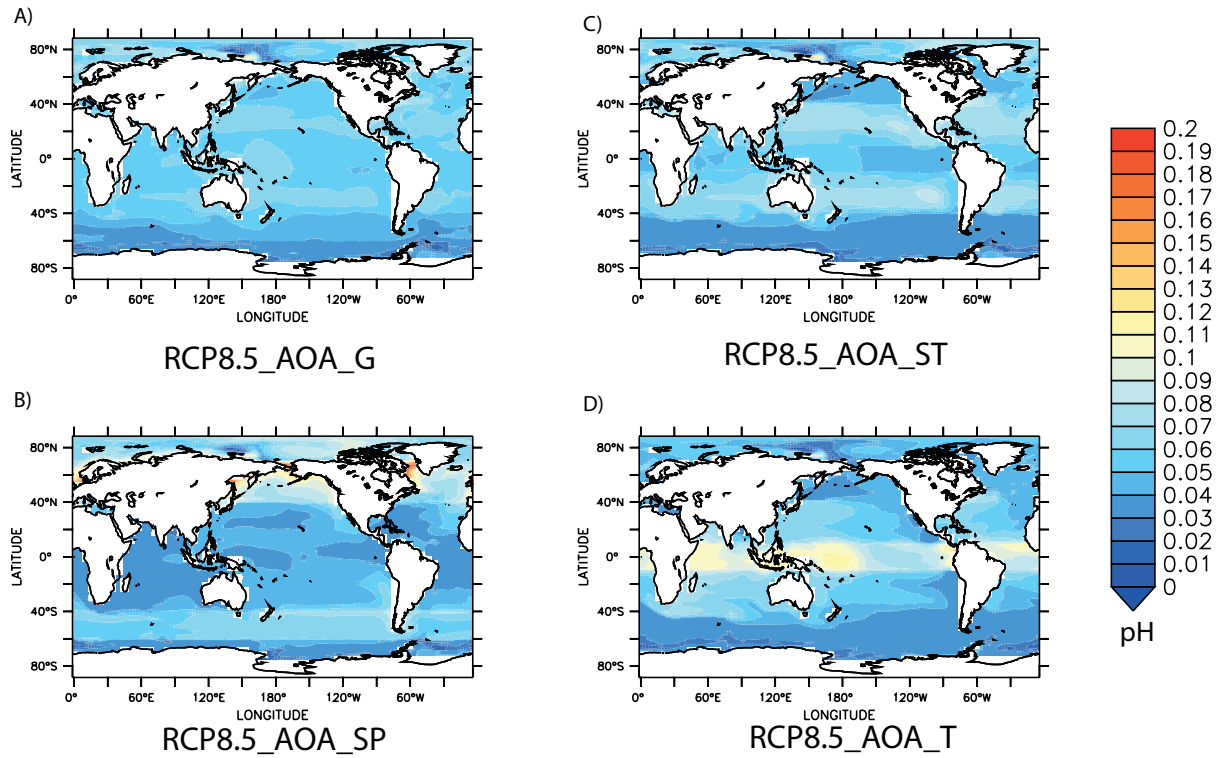 A)
80°N
40°N
0°
40°S
80°S
LATITUDE
0° 60°E 120°E 180° 120°W 60°W
LONGITUDE
RCP8.5_AOA_G
C)
80°N
40°N
0°
40°S
80°S
LATITUDE
0° 60°E 120°E 180° 120°W 60°W
LONGITUDE
RCP8.5_AOA_ST
B)
80°N
40°N
0°
40°S
80°S
LATITUDE
0° 60°E 120°E 180° 120°W 60°W
LONGITUDE
RCP8.5_AOA_SP
D)
80°N
40°N
0°
40°S
80°S
LATITUDE
0° 60°E 120°E 180° 120°W 60°W
LONGITUDE
RCP8.5_AOA_T
0.2
0.19
0.18
0.17
0.16
0.15
0.14
0.13
0.12
0.11
0.1
0.09
0.08
0.07
0.06
0.05
0.04
0.03
0.02
0.01
0
pH